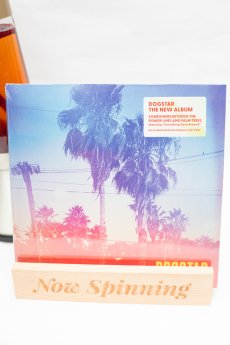 DOGSTAR
THE NEW ALBUM
SOMEWHERE BETWEEN THE
POWER LINES AND PALM TREES
DOGSTAR
Now Spinning